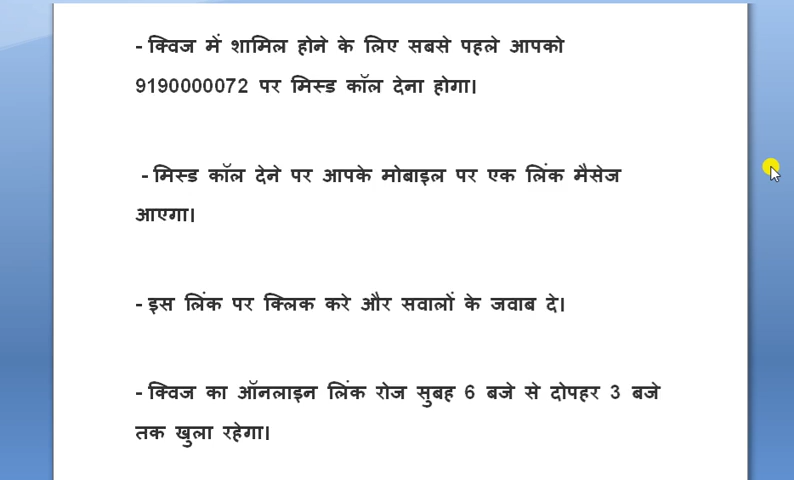 - क्विज में शामिल होने के लिए सबसे पहले आपको
9190000072 पर मिस्ड कॉल देना होगा।
- मिस्ड कॉल देने पर आपके मोबाइल पर एक लिंक मैसेज
आएगा।
- इस लिंक पर क्लिक करे और सवालों के जवाब दे।
- क्विज का ऑनलाइन लिंक रोज सुबह 6 बजे से दोपहर 3 बजे
तक खुला रहेगा।